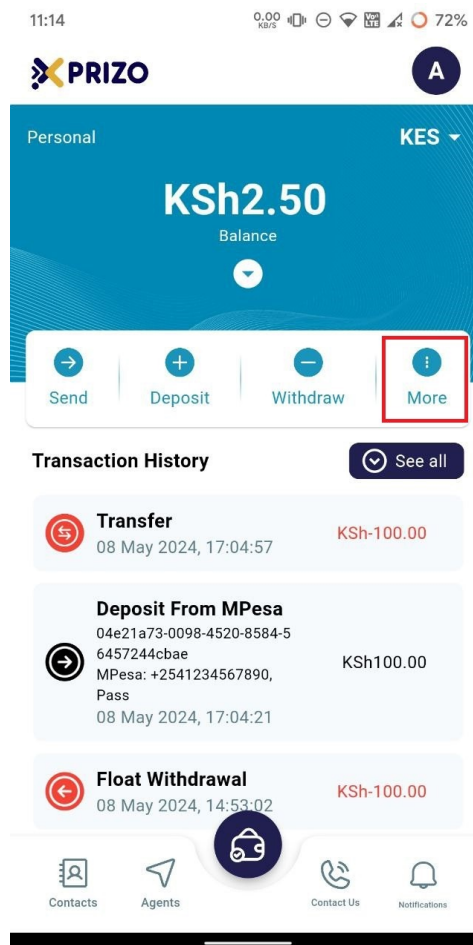 11:14 0.00 KB/S Vo)) LTE 72%
PRIZO A
Personal KES
KSh2.50
Balance
Send Deposit Withdraw More
Transaction History See all
Transfer
08 May 2024, 17:04:57 KSh-100.00
Deposit From MPesa
04e21a73-0098-4520-8584-5
6457244cbae
MPesa: +2541234567890, KSh100.00
Pass
08 May 2024, 17:04:21
Float Withdrawal
08 May 2024, 14:53:02 KSh-100.00
Contacts Agents Contact Us Notifications